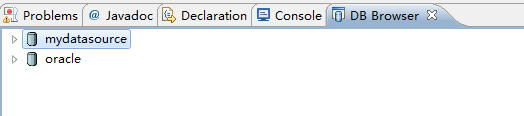 Problems @ Javadoc Declaration Console DB Browser
mydatasource
oracle